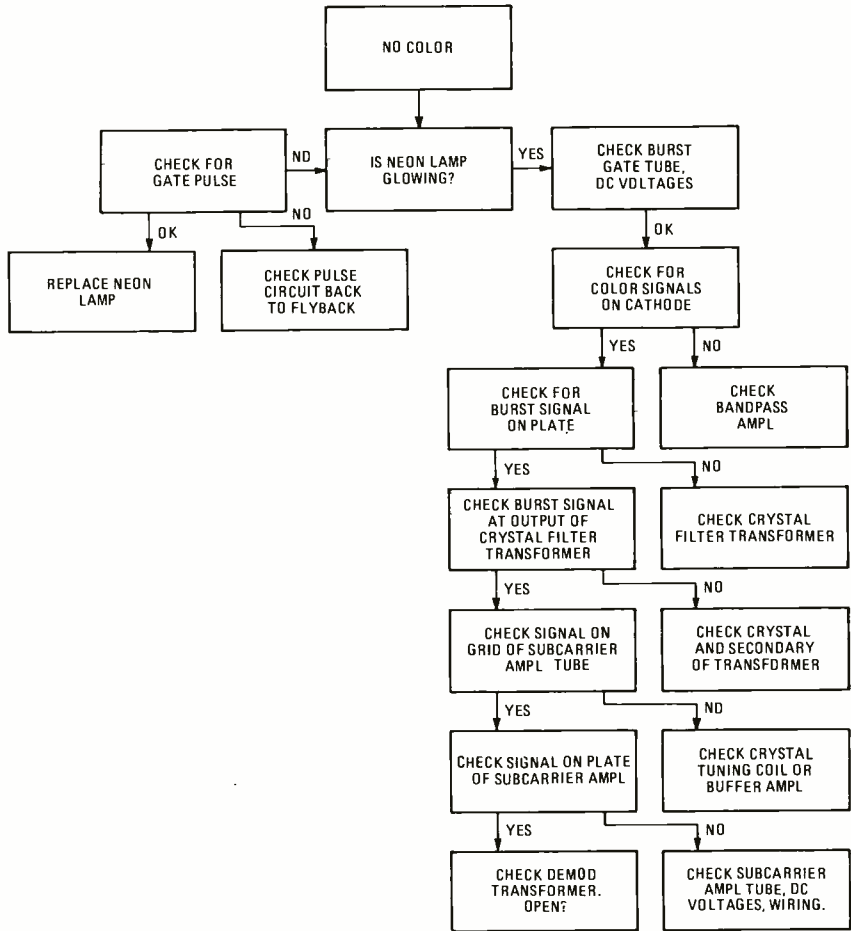 NO COLOR
CHECK FOR
GATE PULSE
ND
IS NEON LAMP
GLOWING?
YES
CHECK BURST
GATE TUBE,
DC VOLTAGES
OK
NO
OK
REPLACE NEON
LAMP
CHECK PULSE
CIRCUIT BACK
TO FLYBACK
CHECK FOR
COLOR SIGNALS
ON CATHODE
YES
NO
CHECK FOR
BURST SIGNAL
ON PLATE
CHECK
BANDPASS
AMPL
YES
NO
CHECK BURST SIGNAL
AT OUTPUT OF
CRYSTAL FILTER
TRANSFORMER
CHECK CRYSTAL
FILTER TRANSFORMER
YES
NO
CHECK SIGNAL ON
GRID OF SUBCARRIER
AMPL TUBE
CHECK CRYSTAL
AND SECONDARY
OF TRANSFORMER
YES
ND
CHECK SIGNAL ON PLATE
OF SUBCARRIER AMPL
CHECK CRYSTAL
TUNING COIL OR
BUFFER AMPL
YES
NO
CHECK DEMOD
TRANSFORMER.
OPEN?
CHECK SUBCARRIER
AMPL TUBE, DC
VOLTAGES, WIRING.